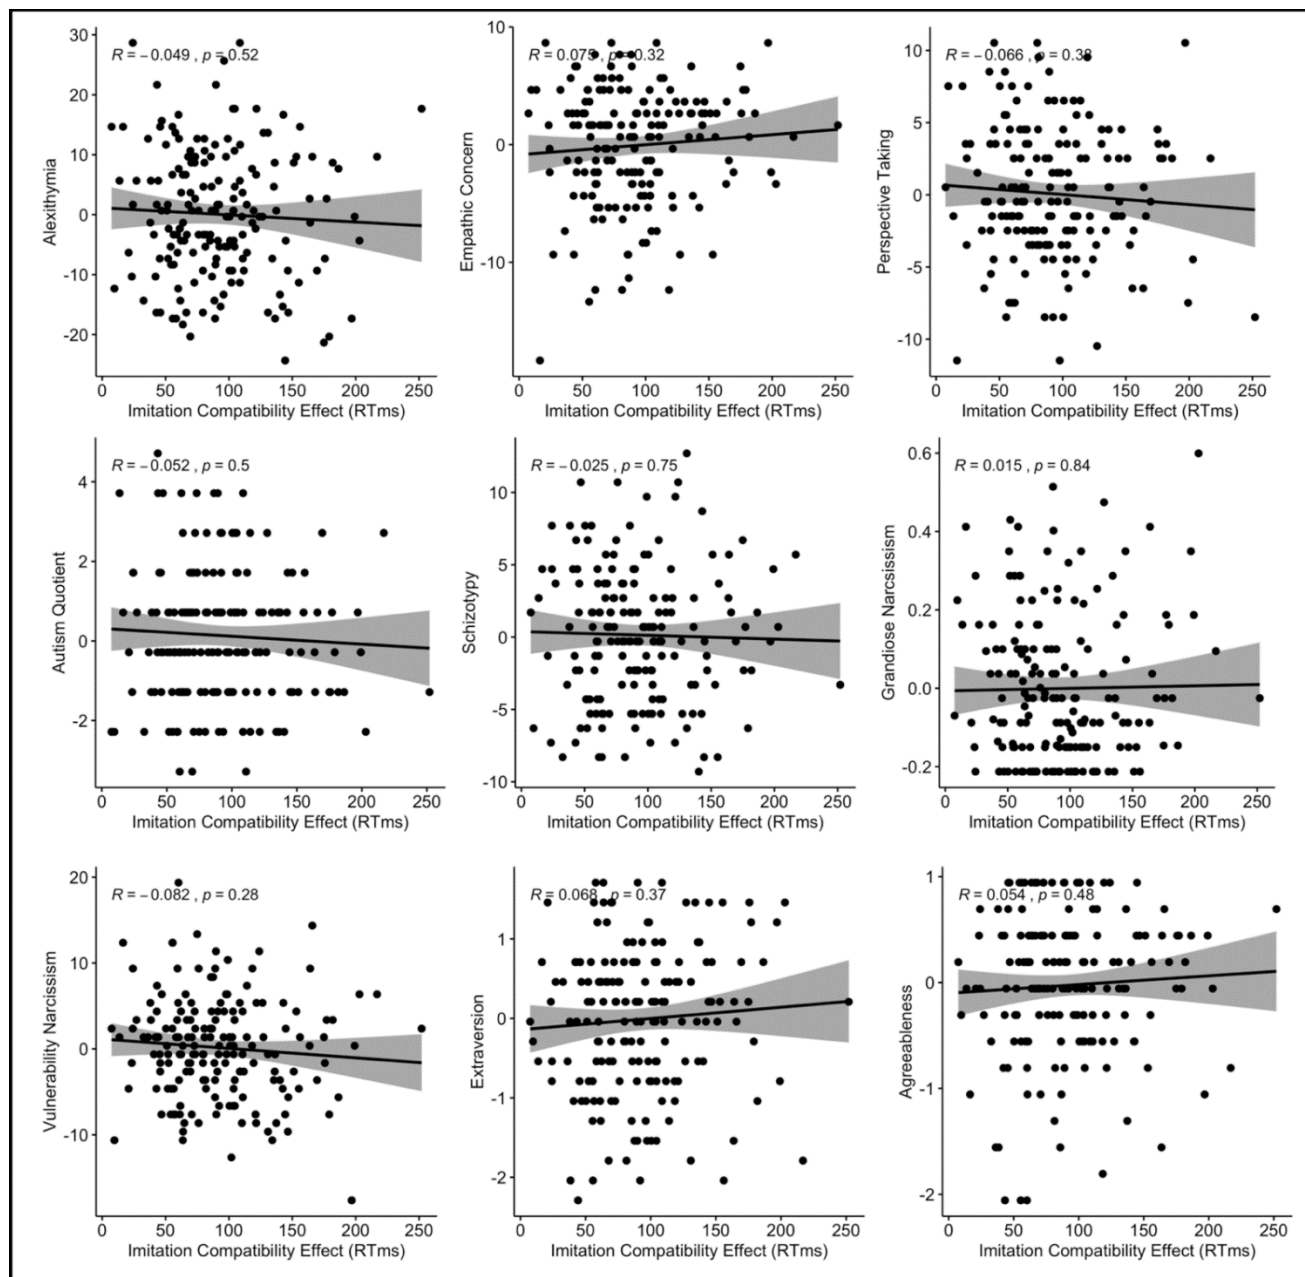 30
20
10
0
-10
-20
Alexithymia
R = −0.049 , p = 0.52
0 50 100 150 200 250
Imitation Compatibility Effect (RTms)
10
0
-10
Empathic Concern
R = 0.075 , p = 0.32
0 50 100 150 200 250
Imitation Compatibility Effect (RTms)
10
5
0
-5
-10
Perspective Taking
R = −0.066 , p = 0.38
0 50 100 150 200 250
Imitation Compatibility Effect (RTms)
4
2
0
-2
Autism Quotient
R = −0.052 , p = 0.5
0 50 100 150 200 250
Imitation Compatibility Effect (RTms)
10
5
0
-5
-10
Schizotypy
R = −0.025 , p = 0.75
0 50 100 150 200 250
Imitation Compatibility Effect (RTms)
0.6
0.4
0.2
0.0
-0.2
Grandiose Narcsissism
R = 0.015 , p = 0.84
0 50 100 150 200 250
Imitation Compatibility Effect (RTms)
20
10
0
-10
Vulnerability Narcissism
R = −0.082 , p = 0.28
0 50 100 150 200 250
Imitation Compatibility Effect (RTms)
1
0
-1
-2
Extraversion
R = 0.068 , p = 0.37
0 50 100 150 200 250
Imitation Compatibility Effect (RTms)
1
0
-1
-2
Agreeableness
R = 0.054 , p = 0.48
0 50 100 150 200 250
Imitation Compatibility Effect (RTms)